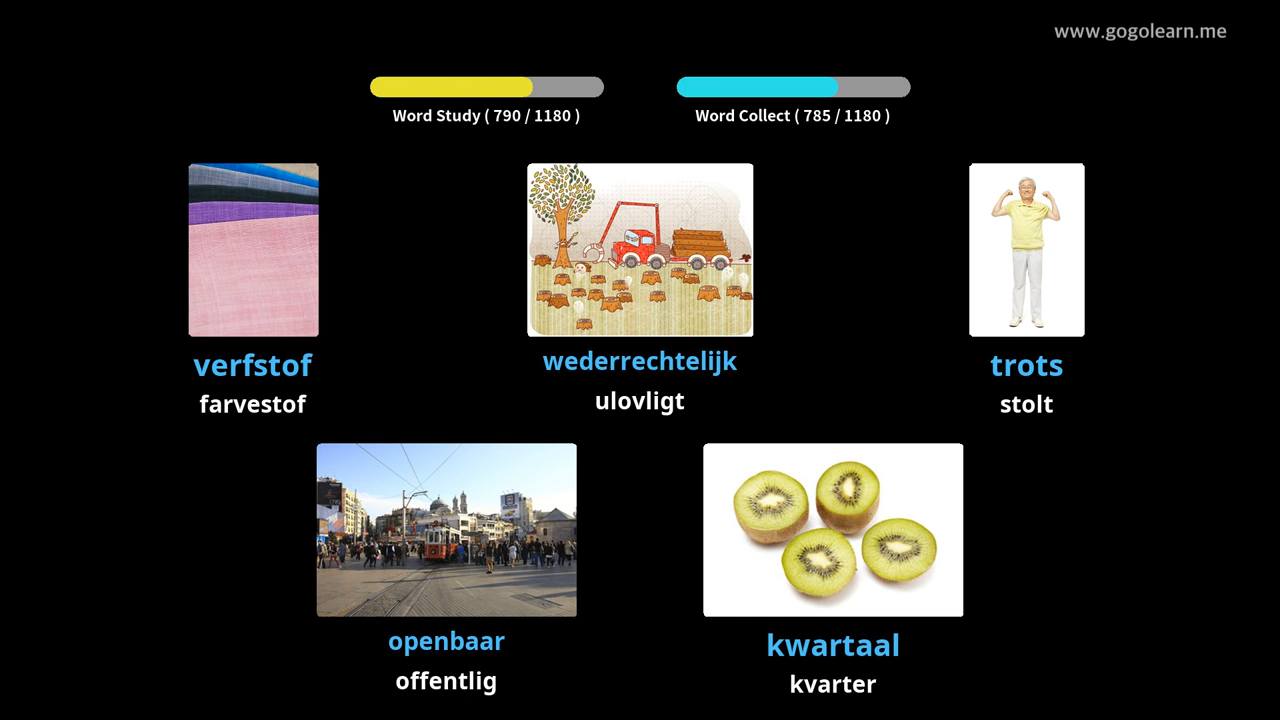 www.gogolearn.me
Word Study ( 790 / 1180 )
Word Collect ( 785 / 1180 )
verfstof
farvestof
wederrechtelijk
ulovligt
trots
stolt
openbaar
offentlig
kwartaal
kvarter